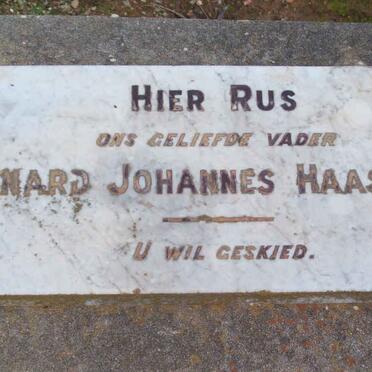 HIER RUS
ONS GELIEFDE VADER
NARD JOHANNES HAAS
U WIL GESKIED.